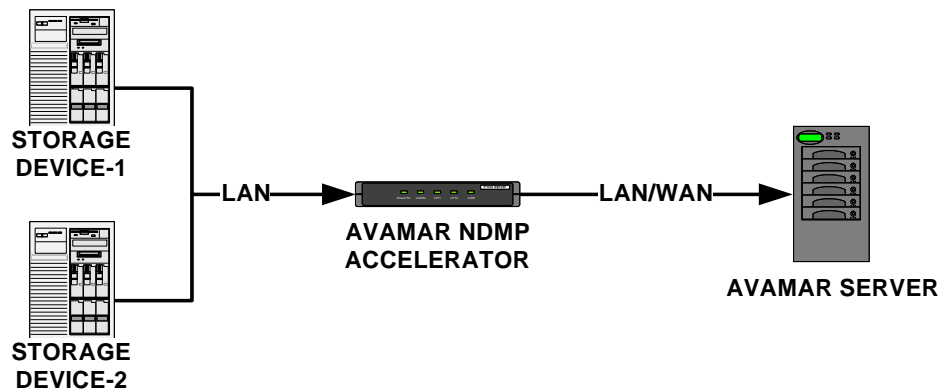 STORAGE
DEVICE-1
LAN
LAN/WAN
AVAMAR NDMP
ACCELERATOR
AVAMAR SERVER
STORAGE
DEVICE-2